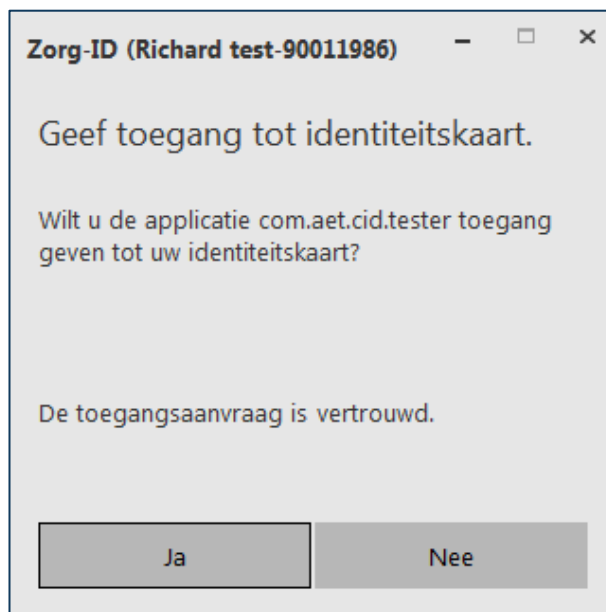 Zorg-ID (Richard test-90011986)
Geef toegang tot identiteitskaart.
Wilt u de applicatie com.aet.cid.tester toegang
geven tot uw identiteitskaart?
De toegangsaanvraag is vertrouwd.
Ja
Nee